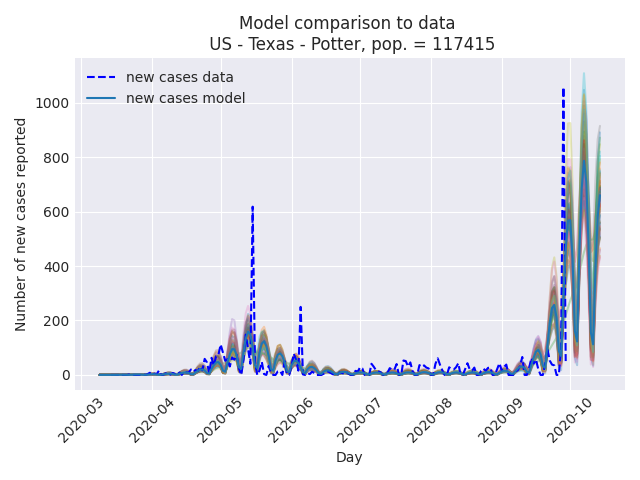 Model comparison to data
US - Texas - Potter, pop. = 117415
new cases data
new cases model
Number of new cases reported
1000
800
600
400
200
0
2020-03
2020-04
2020-05
2020-06
2020-07
2020-08
2020-09
2020-10
Day